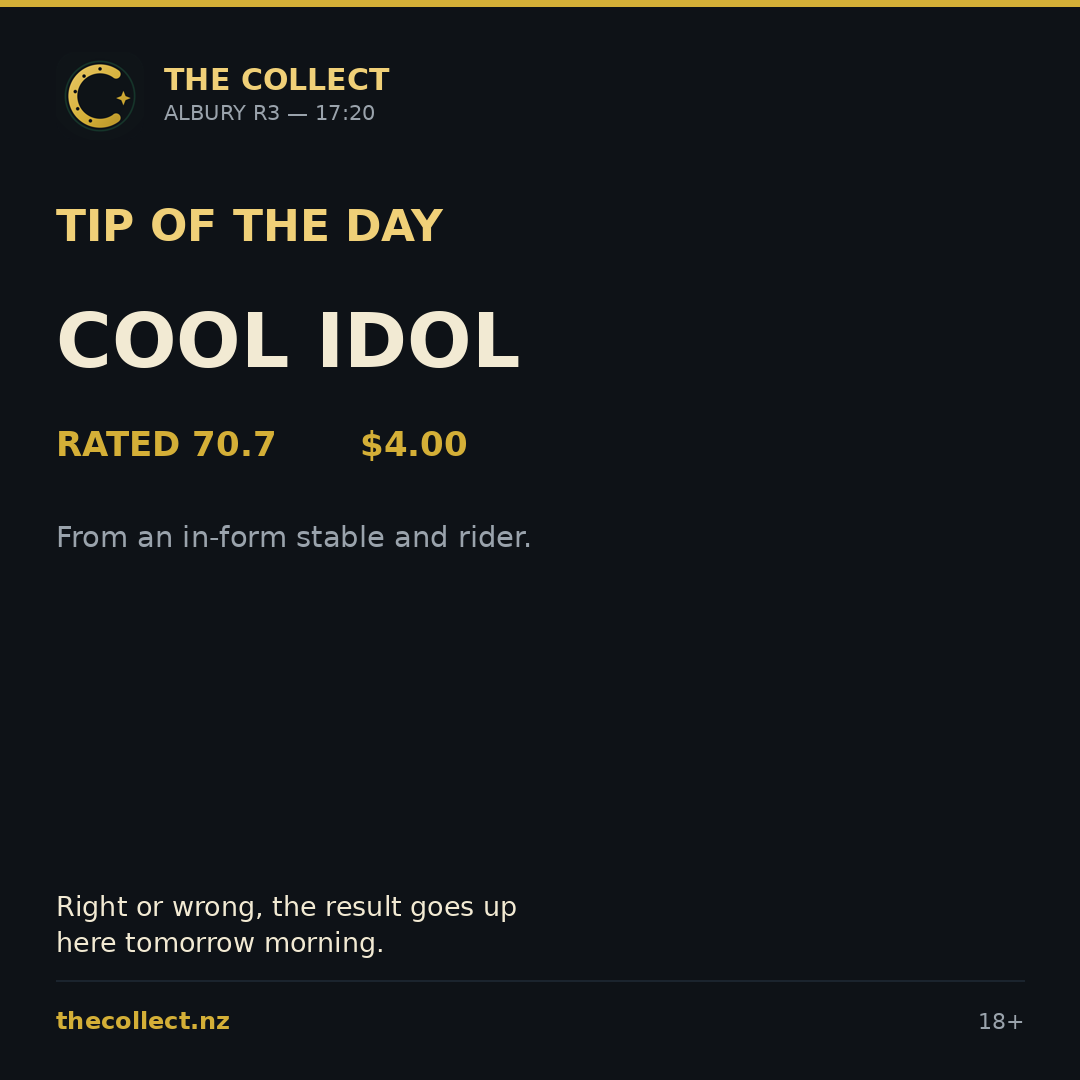 THE COLLECT
ALBURY R3 — 17:20
TIP OF THE DAY
COOL IDOL
RATED 70.7 $4.00
From an in-form stable and rider.
Right or wrong, the result goes up
here tomorrow morning.
thecollect.nz 18+